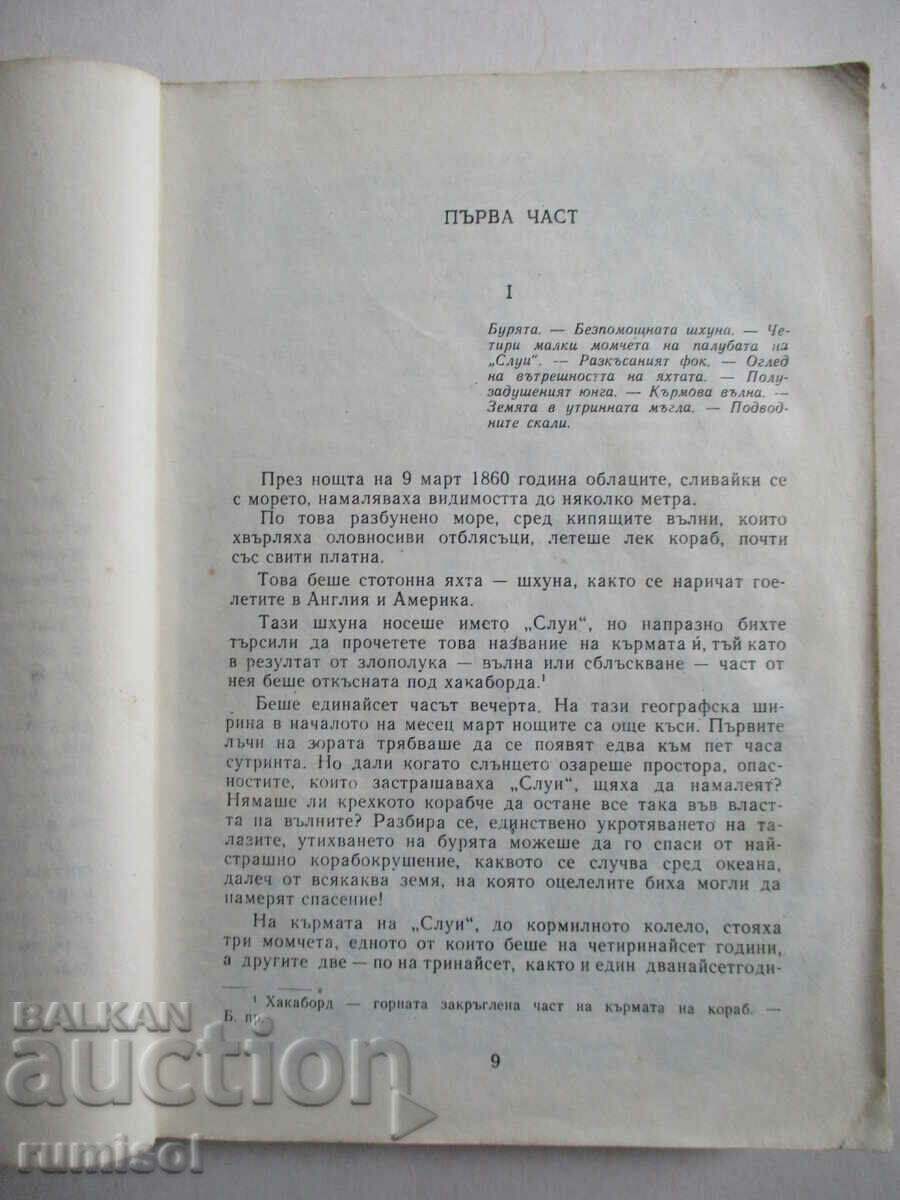 ПЪРВА ЧАСТ
I
Бурята. — Безпомощната шхуна. — Че-
тири малки момчета на палубата на
„Слуи“. — Разкъсаният фок. — Оглед
на вътрешността на яхтата. — Полу-
задушеният юнга. — Кърмова вълна. —
Земята в утринната мъгла. — Подвод-
ните скали.
През нощта на 9 март 1860 година облаците, сливайки се
с морето, намаляваха видимостта до няколко метра.
По това разбунено море, сред кипящите вълни, които
хвърляха оловносиви отблясъци, летеше лек кораб, почти
със свити платна.
Това беше стотонна яхта — шхуна, както се наричат гое-
летите в Англия и Америка.
Тази шхуна носеше името „Слуи“, но напразно бихте
търсили да прочетете това название на кърмата ѝ, тъй като
в резултат от злополука — вълна или сблъскване — част от
нея беше откъсната под хакаборда.¹
Беше единайсет часът вечерта. На тази географска ши-
рина в началото на месец март нощите са още къси. Първите
лъчи на зората трябваше да се появят едва към пет часа
сутринта. Но дали когато слънцето озареше простора, опас-
ностите, които застрашаваха „Слуи“, щяха да намалеят?
Нямаше ли крехкото корабче да остане все така във власт-
та на вълните? Разбира се, единствено укротяването на та-
лазите, утихването на бурята можеше да го спаси от най-
страшно корабокрушение, каквото се случва сред океана,
далеч от всякаква земя, на която оцелелите биха могли да
намерят спасение!
На кърмата на „Слуи“, до кормилното колело, стояха
три момчета, едното от които беше на четиринайсет години,
а другите две — по на тринайсет, както и един дванайсетгоди-
¹ Хакаборд — горната закръглена част на кърмата на кораб. —
Б. пр.
9
BALKAN
auction
rumisol